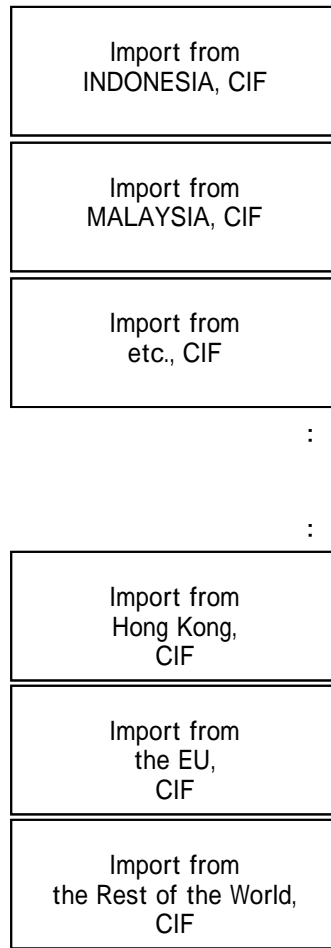 Import from
INDONESIA, CIF
Import from
MALAYSIA, CIF
Import from
etc., CIF
:
:
Import from
Hong Kong,
CIF
Import from
the EU,
CIF
Import from
the Rest of the World,
CIF